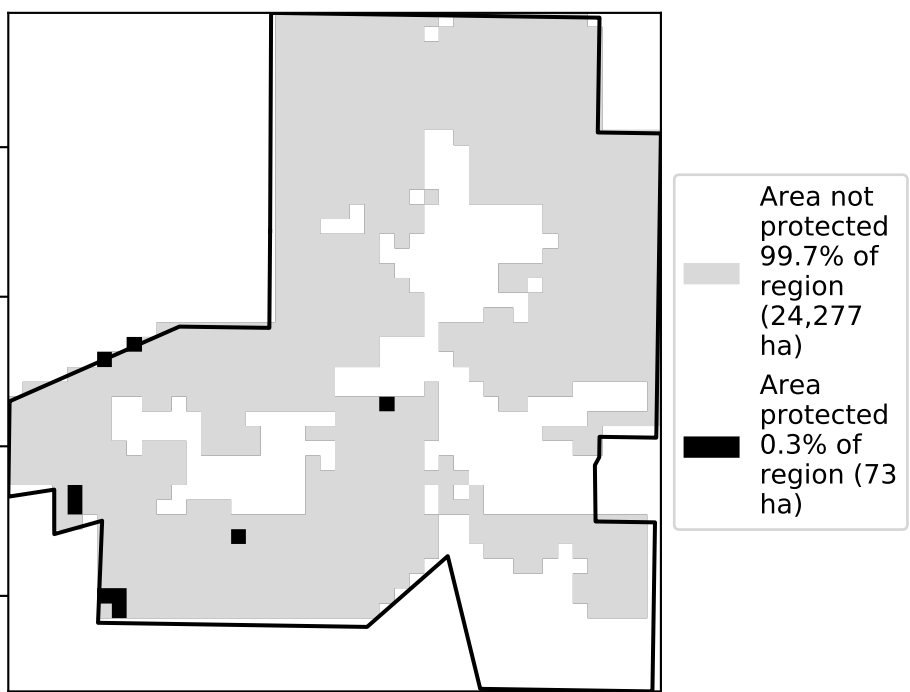 Area not
protected
99.7% of
region
(24,277
ha)
Area
protected
0.3% of
region (73
ha)